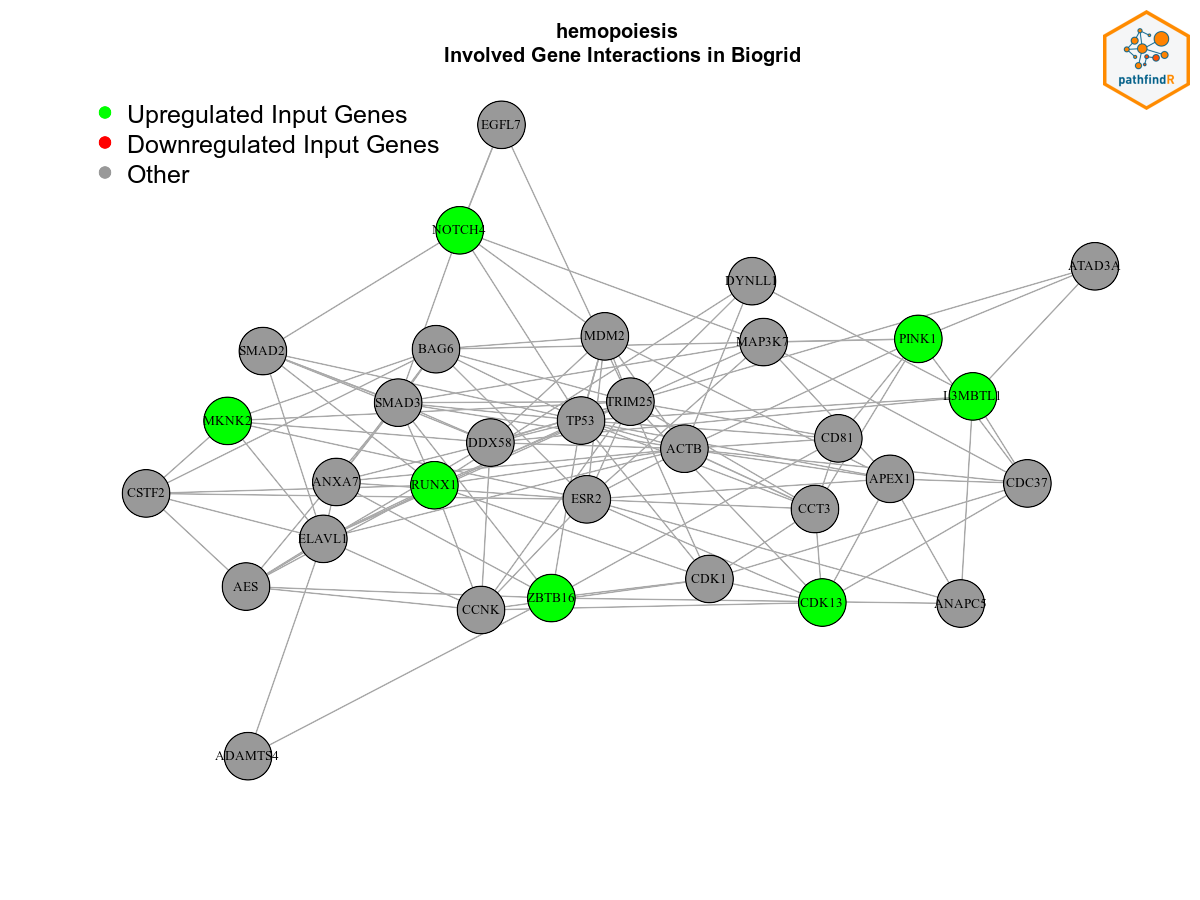 hemopoiesis
Involved Gene Interactions in Biogrid
pathfindR
Upregulated Input Genes
Downregulated Input Genes
Other
EGFL7
NOTCH4
ATAD3A
DYNLL1
MDM2
PINK1
MAP3K7
BAG6
SMAD2
L3MBTL1
TRIM25
SMAD3
MKNK2
TP53
CD81
DDX58
ACTB
APEX1
ANXA7
CDC37
RUNX1
CSTF2
ESR2
CCT3
ELAVL1
CDK1
AES
ZBTB16
CDK13
ANAPC5
CCNK
ADAMTS4